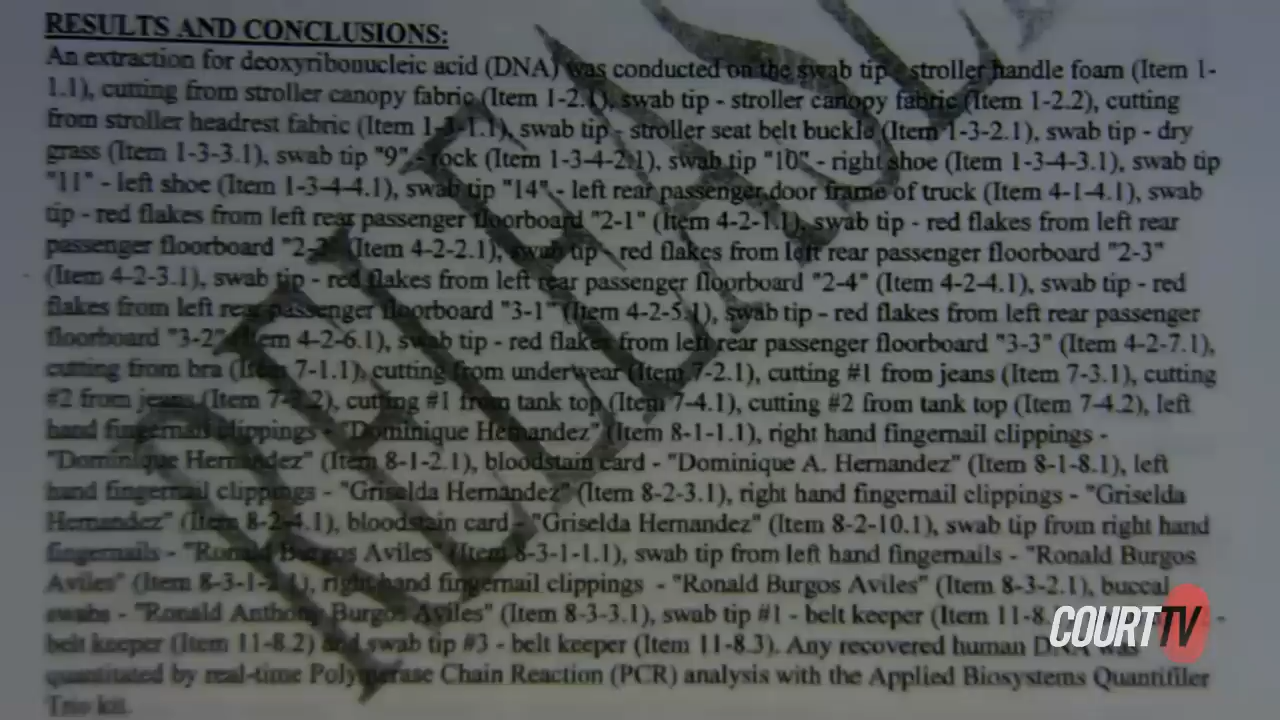 RESULTS AND CONCLUSIONS:
An extraction for deoxyribonucleic acid (DNA) was conducted on the swab tip - stroller handle foam (Item 1-
1.1), cutting from stroller canopy fabric (Item 1-2.1), swab tip - stroller canopy fabric (Item 1-2.2), cutting
from stroller headrest fabric (Item 1-3-1.1), swab tip - stroller seat belt buckle (Item 1-3-2.1), swab tip - dry
grass (Item 1-3-3.1), swab tip "9" - rock (Item 1-3-4-2.1), swab tip "10" - right shoe (Item 1-3-4-3.1), swab tip
"11" - left shoe (Item 1-3-4-4.1), swab tip "14" - left rear passenger door frame of truck (Item 4-1-4.1), swab
tip - red flakes from left rear passenger floorboard "2-1" (Item 4-2-1.1), swab tip - red flakes from left rear
passenger floorboard "2-2" (Item 4-2-2.1), swab tip - red flakes from left rear passenger floorboard "2-3"
(Item 4-2-3.1), swab tip - red flakes from left rear passenger floorboard "2-4" (Item 4-2-4.1), swab tip - red
flakes from left rear passenger floorboard "3-1" (Item 4-2-5.1), swab tip - red flakes from left rear passenger
floorboard "3-2" (Item 4-2-6.1), swab tip - red flakes from left rear passenger floorboard "3-3" (Item 4-2-7.1),
cutting from bra (Item 7-1.1), cutting from underwear (Item 7-2.1), cutting #1 from jeans (Item 7-3.1), cutting
#2 from jeans (Item 7-3.2), cutting #1 from tank top (Item 7-4.1), cutting #2 from tank top (Item 7-4.2), left
hand fingernail clippings - "Dominique Hernandez" (Item 8-1-1.1), right hand fingernail clippings -
"Dominique Hernandez" (Item 8-1-2.1), bloodstain card - "Dominique A. Hernandez" (Item 8-1-8.1), left
hand fingernail clippings - "Griselda Hernandez" (Item 8-2-3.1), right hand fingernail clippings - "Griselda
Hernandez" (Item 8-2-4.1), bloodstain card - "Griselda Hernandez" (Item 8-2-10.1), swab tip from right hand
fingernails - "Ronald Burgos Aviles" (Item 8-3-1-1.1), swab tip from left hand fingernails - "Ronald Burgos
Aviles" (Item 8-3-1-2.1), right hand fingernail clippings - "Ronald Burgos Aviles" (Item 8-3-2.1), buccal
swabs - "Ronald Anthony Burgos Aviles" (Item 8-3-3.1), swab tip #1 - belt keeper (Item 11-8. -
belt keeper (Item 11-8.2) and swab tip #3 - belt keeper (Item 11-8.3). Any recovered human DNA was
quantitated by real-time Polymerase Chain Reaction (PCR) analysis with the Applied Biosystems Quantifiler
Trio kit.
RELEASE
COURT TV